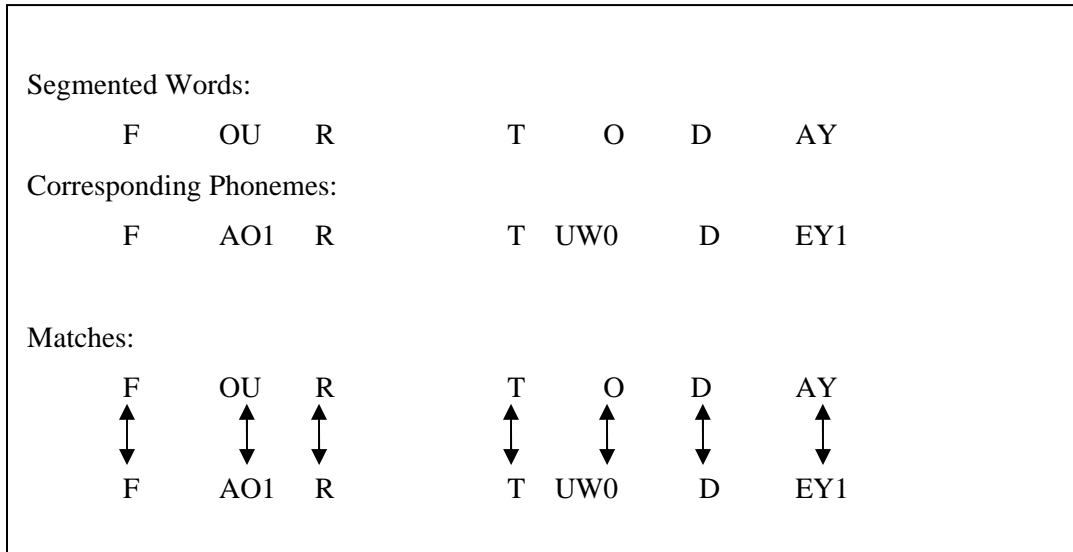 Segmented Words:
F OU R T O D AY
Corresponding Phonemes:
F AO1 R T UW0 D EY1
Matches:
F OU R T O D AY
F AO1 R T UW0 D EY1